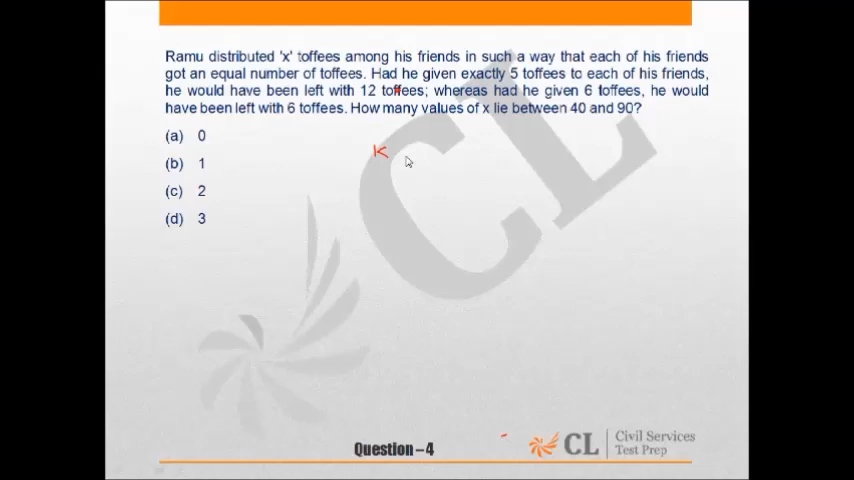 Ramu distributed 'x' toffees among his friends in such a way that each of his friends
got an equal number of toffees. Had he given exactly 5 toffees to each of his friends,
he would have been left with 12 toffees; whereas had he given 6 toffees, he would
have been left with 6 toffees. How many values of x lie between 40 and 90?
K
(a) 0
(b) 1
(c) 2
(d) 3
CL
Question – 4
CL
Civil Services
Test Prep